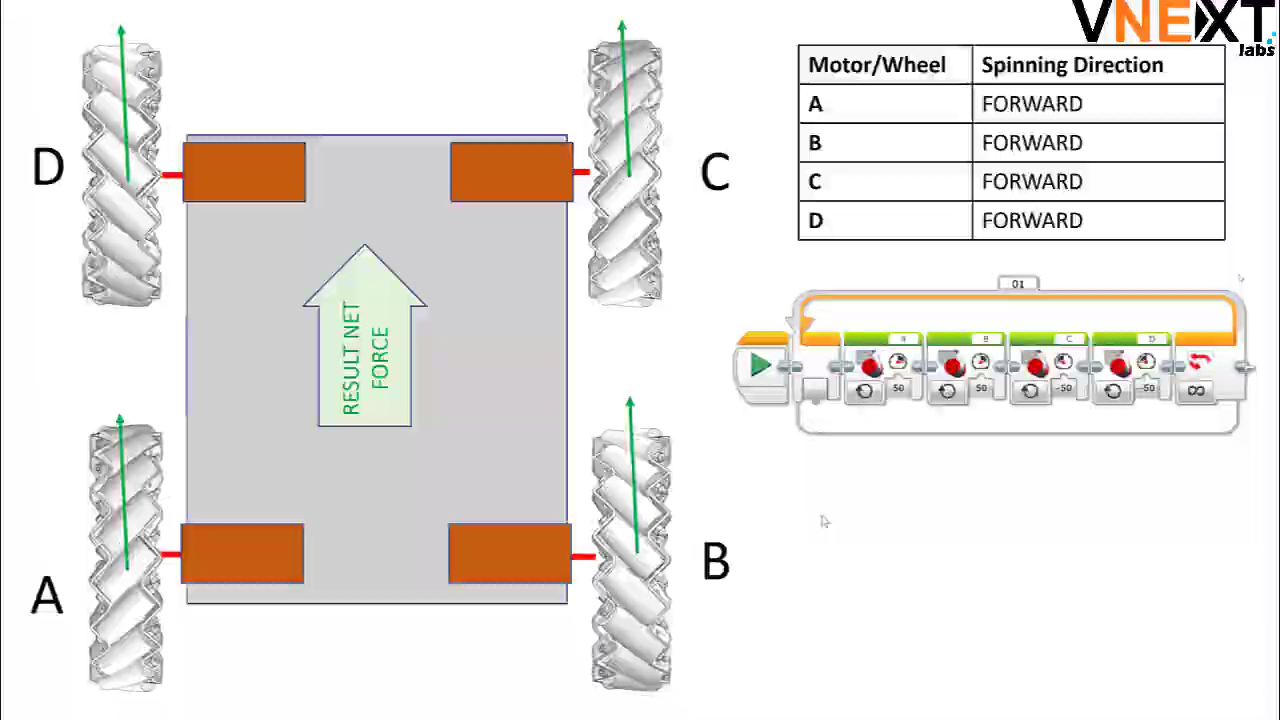 VNEXT
labs
Motor/Wheel Spinning Direction
A FORWARD
B FORWARD
C FORWARD
D FORWARD
D
C
RESULT NET
FORCE
01
A B C D
50 50 -50 -50
A
B